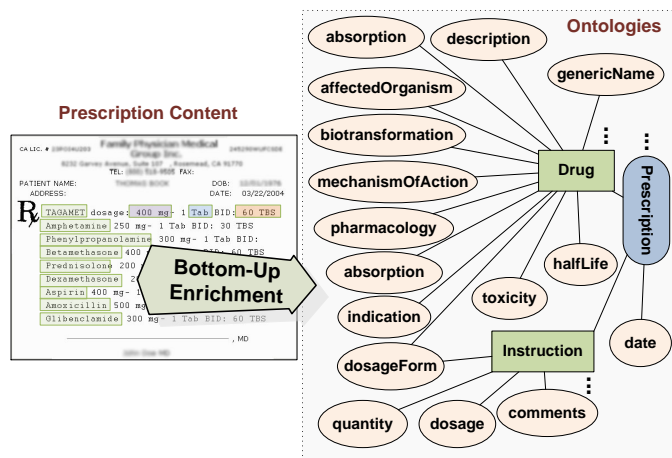 Ontologies
absorption
description
genericName
affectedOrganism
biotransformation
mechanismOfAction
pharmacology
absorption
indication
dosageForm
quantity
dosage
comments
toxicity
halfLife
date
Drug
Prescription
Instruction
Prescription Content
CA LIC. #
Family Physician Medical
Group Inc.
TEL: FAX:
PATIENT NAME: DOB:
ADDRESS: DATE: 03/22/2004
TAGAMET dosage: 400 mg- 1 Tab BID: 60 TBS
Amphetamine 250 mg- 1 Tab BID: 30 TBS
Phenylpropanolamine 300 mg- 1 Tab BID:
Betamethasone 400 60 TBS
Frednisolone 200
Dexamethasone
Aspirin 400 mg- 1
Amoxicillin 500 mg
Glibenclamide 300 mg- 1 Tab BID: 60 TBS
, MD
Bottom-Up
Enrichment